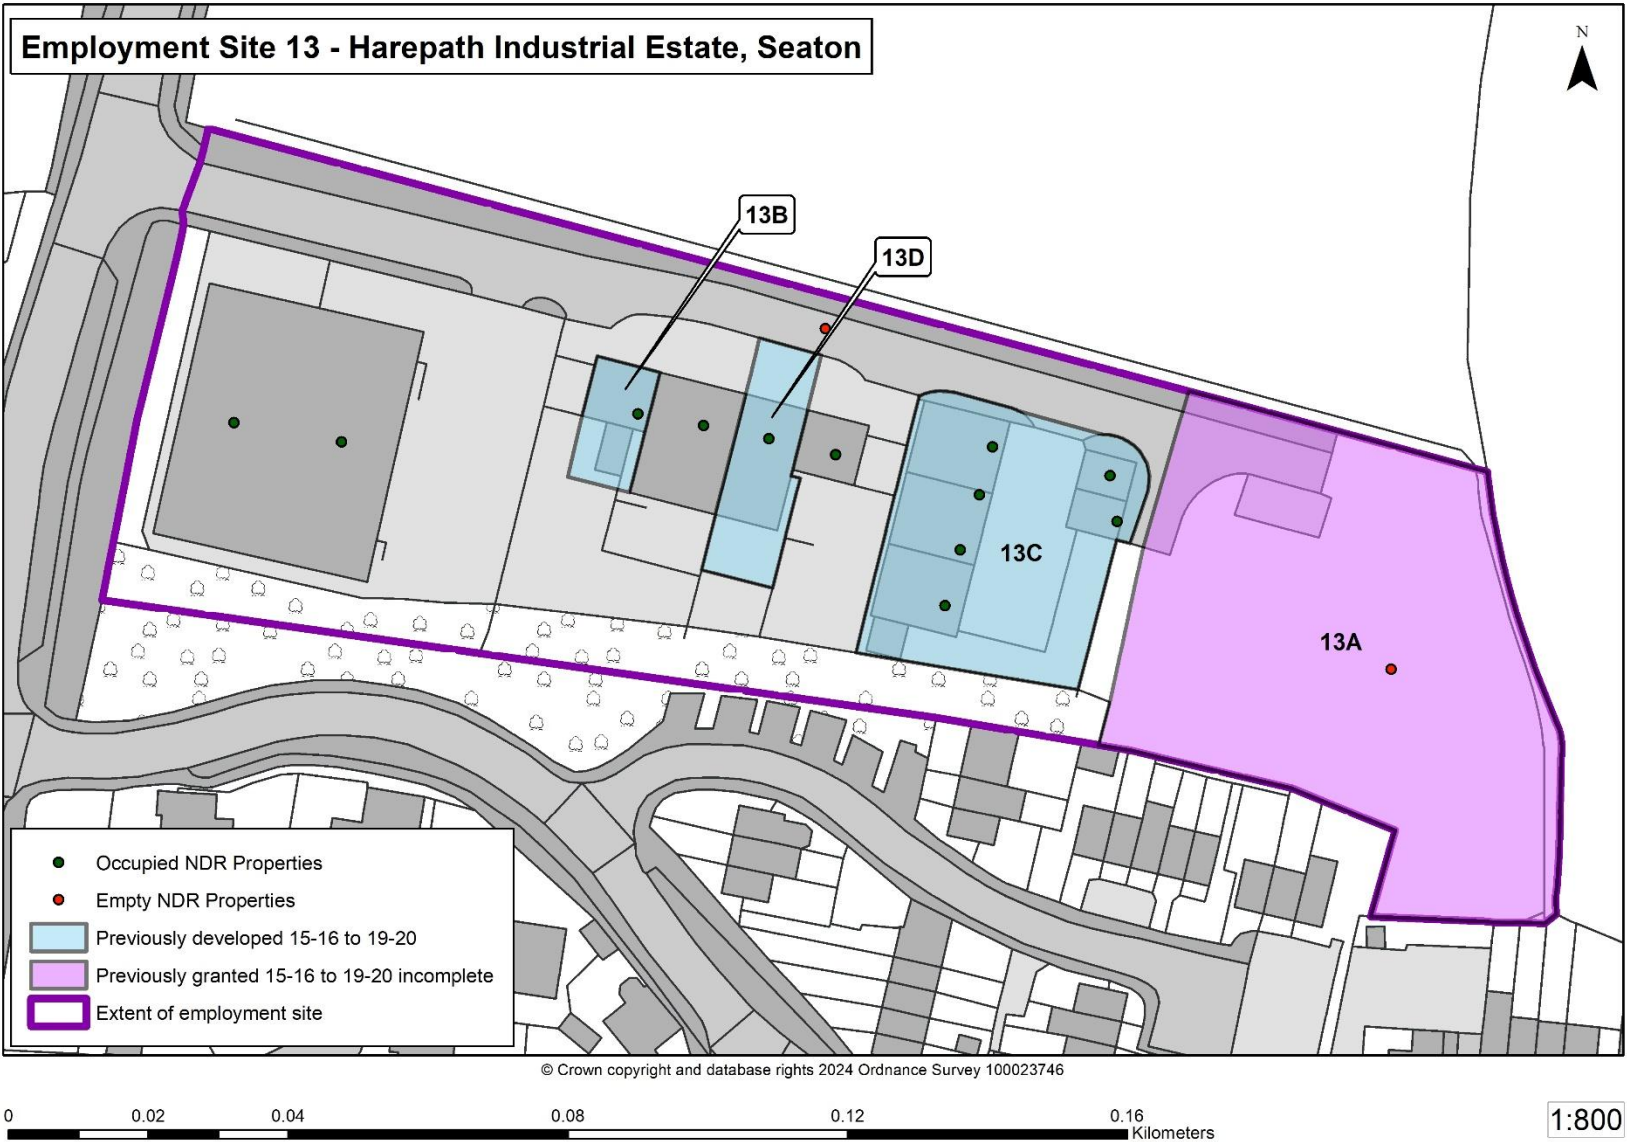 Employment Site 13 - Harepath Industrial Estate, Seaton
N
13B
13D
13C
13A
Occupied NDR Properties
Empty NDR Properties
Previously developed 15-16 to 19-20
Previously granted 15-16 to 19-20 incomplete
Extent of employment site
© Crown copyright and database rights 2024 Ordnance Survey 100023746
0 0.02 0.04 0.08 0.12 0.16
Kilometers
1:800